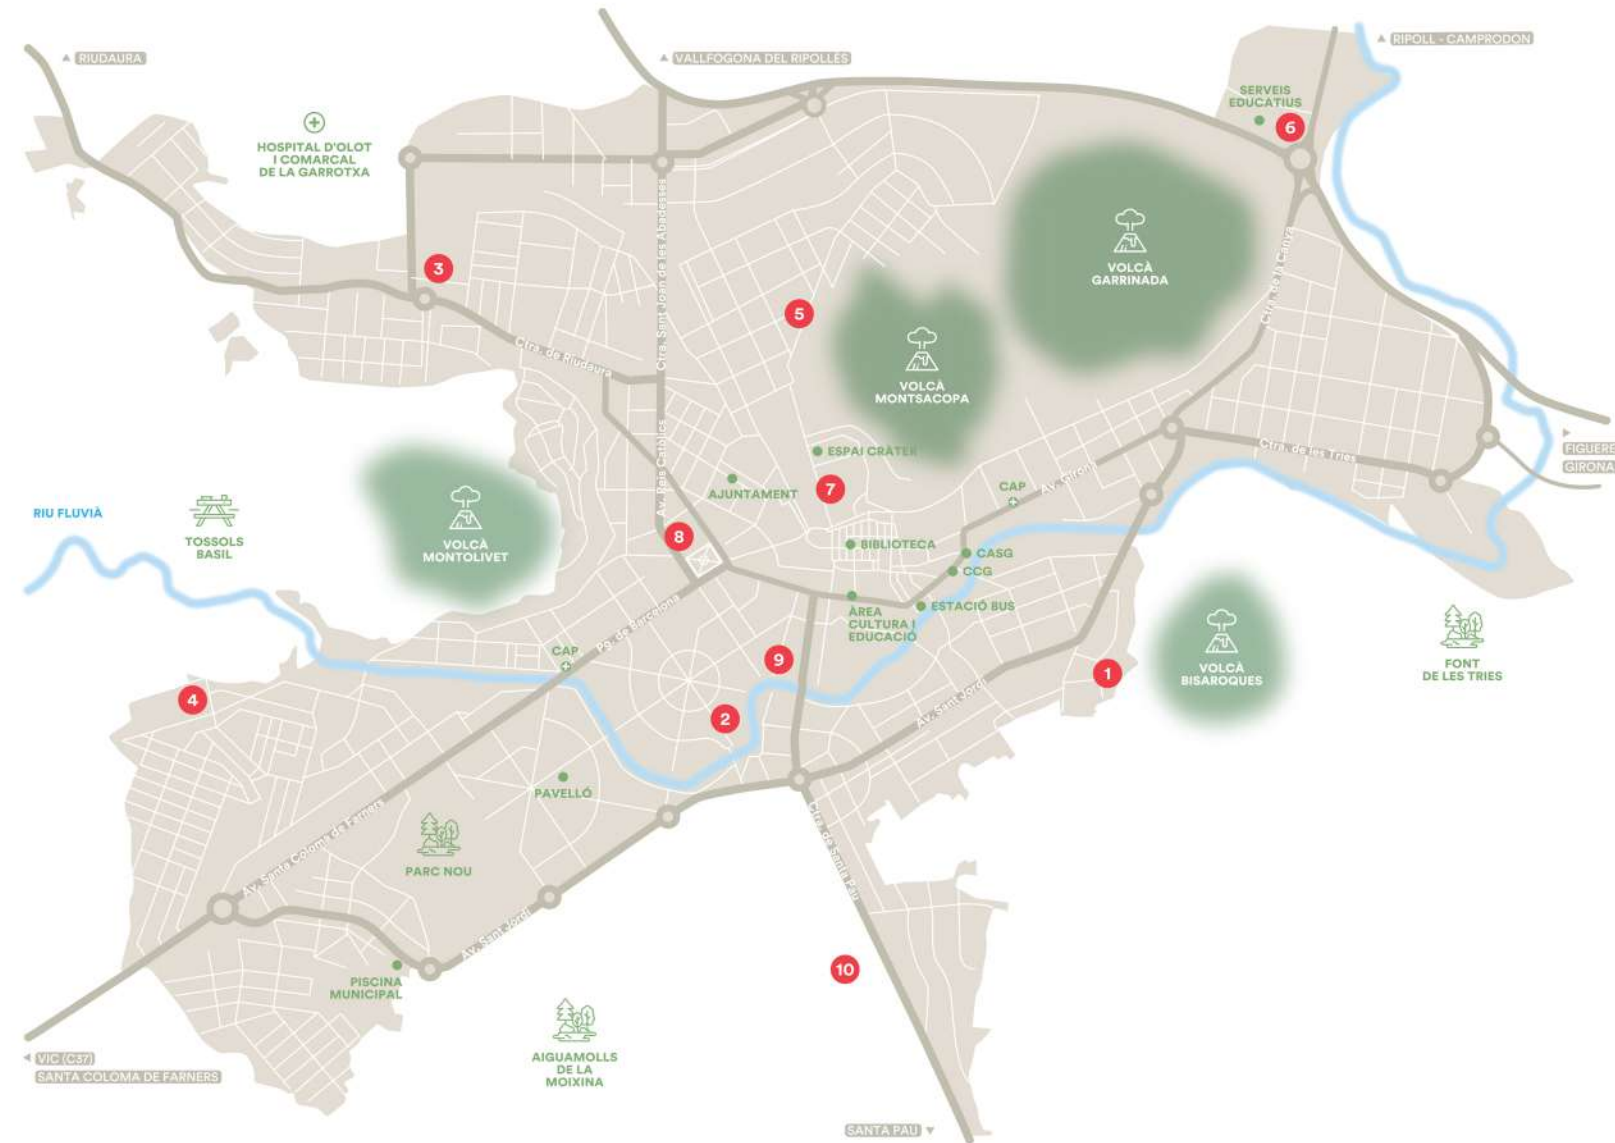 RIUDAURA
VALLFOGONA DEL RIPOLLÈS
RIPOLL - CAMPRODON
SERVEIS
EDUCATIUS
6
HOSPITAL D'OLOT
I COMARCAL
DE LA GARROTXA
Ctra. Sant Joan de les Abadesses
VOLCÀ
GARRINADA
Ctra. de la Canya
3
5
Ctra. de Riudaura
VOLCÀ
MONTSACOPA
Av. Reis Catòlics
ESPAI CRÀTER
Ctra. de les Tries
FIGUERE
GIRONA
AJUNTAMENT
7
CAP
Av. Girona
RIU FLUVIÀ
TOSSOLS
BASIL
VOLCÀ
MONTOLIVET
8
BIBLIOTECA
CASG
CCG
ÀREA
CULTURA I
EDUCACIÓ
ESTACIÓ BUS
Pg. de Barcelona
CAP
9
1
VOLCÀ
BISAROQUES
FONT
DE LES TRIES
4
2
Av. Sant Jordi
PAVELLÓ
Av. Santa Coloma de Farners
PARC NOU
Ctra. de Santa Pau
Av. Sant Jordi
10
PISCINA
MUNICIPAL
AIGUAMOLLS
DE LA
MOIXINA
VIC (C37)
SANTA COLOMA DE FARNERS
SANTA PAU